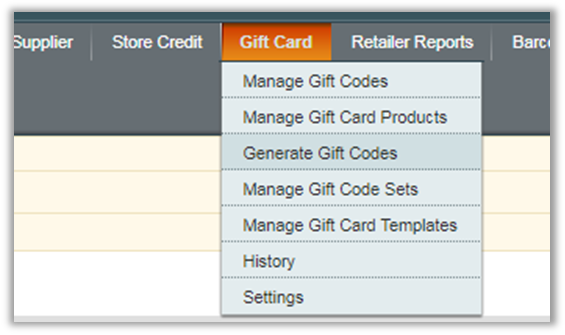 Supplier Store Credit Gift Card Retailer Reports
Manage Gift Codes
Manage Gift Card Products
Generate Gift Codes
Manage Gift Code Sets
Manage Gift Card Templates
History
Settings